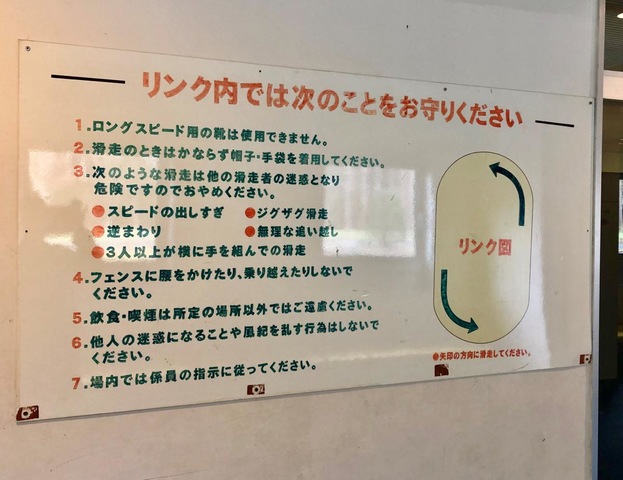 リンク内では次のことをお守りください
1.ロングスピード用の靴は使用できません。
2.滑走のときはかならず帽子・手袋を着用してください。
3.次のような滑走は他の滑走者の迷惑となり
危険ですのでおやめください。
●スピードの出しすぎ ●ジグザグ滑走
●逆まわり ●無理な追い越し
●3人以上が横に手を組んでの滑走
4.フェンスに腰をかけたり、乗り越えたりしないで
ください。
5.飲食・喫煙は所定の場所以外ではご遠慮ください。
6.他人の迷惑になることや風紀を乱す行為はしないで
ください。
7.場内では係員の指示に従ってください。
リンク図
●矢印の方向に滑走してください。